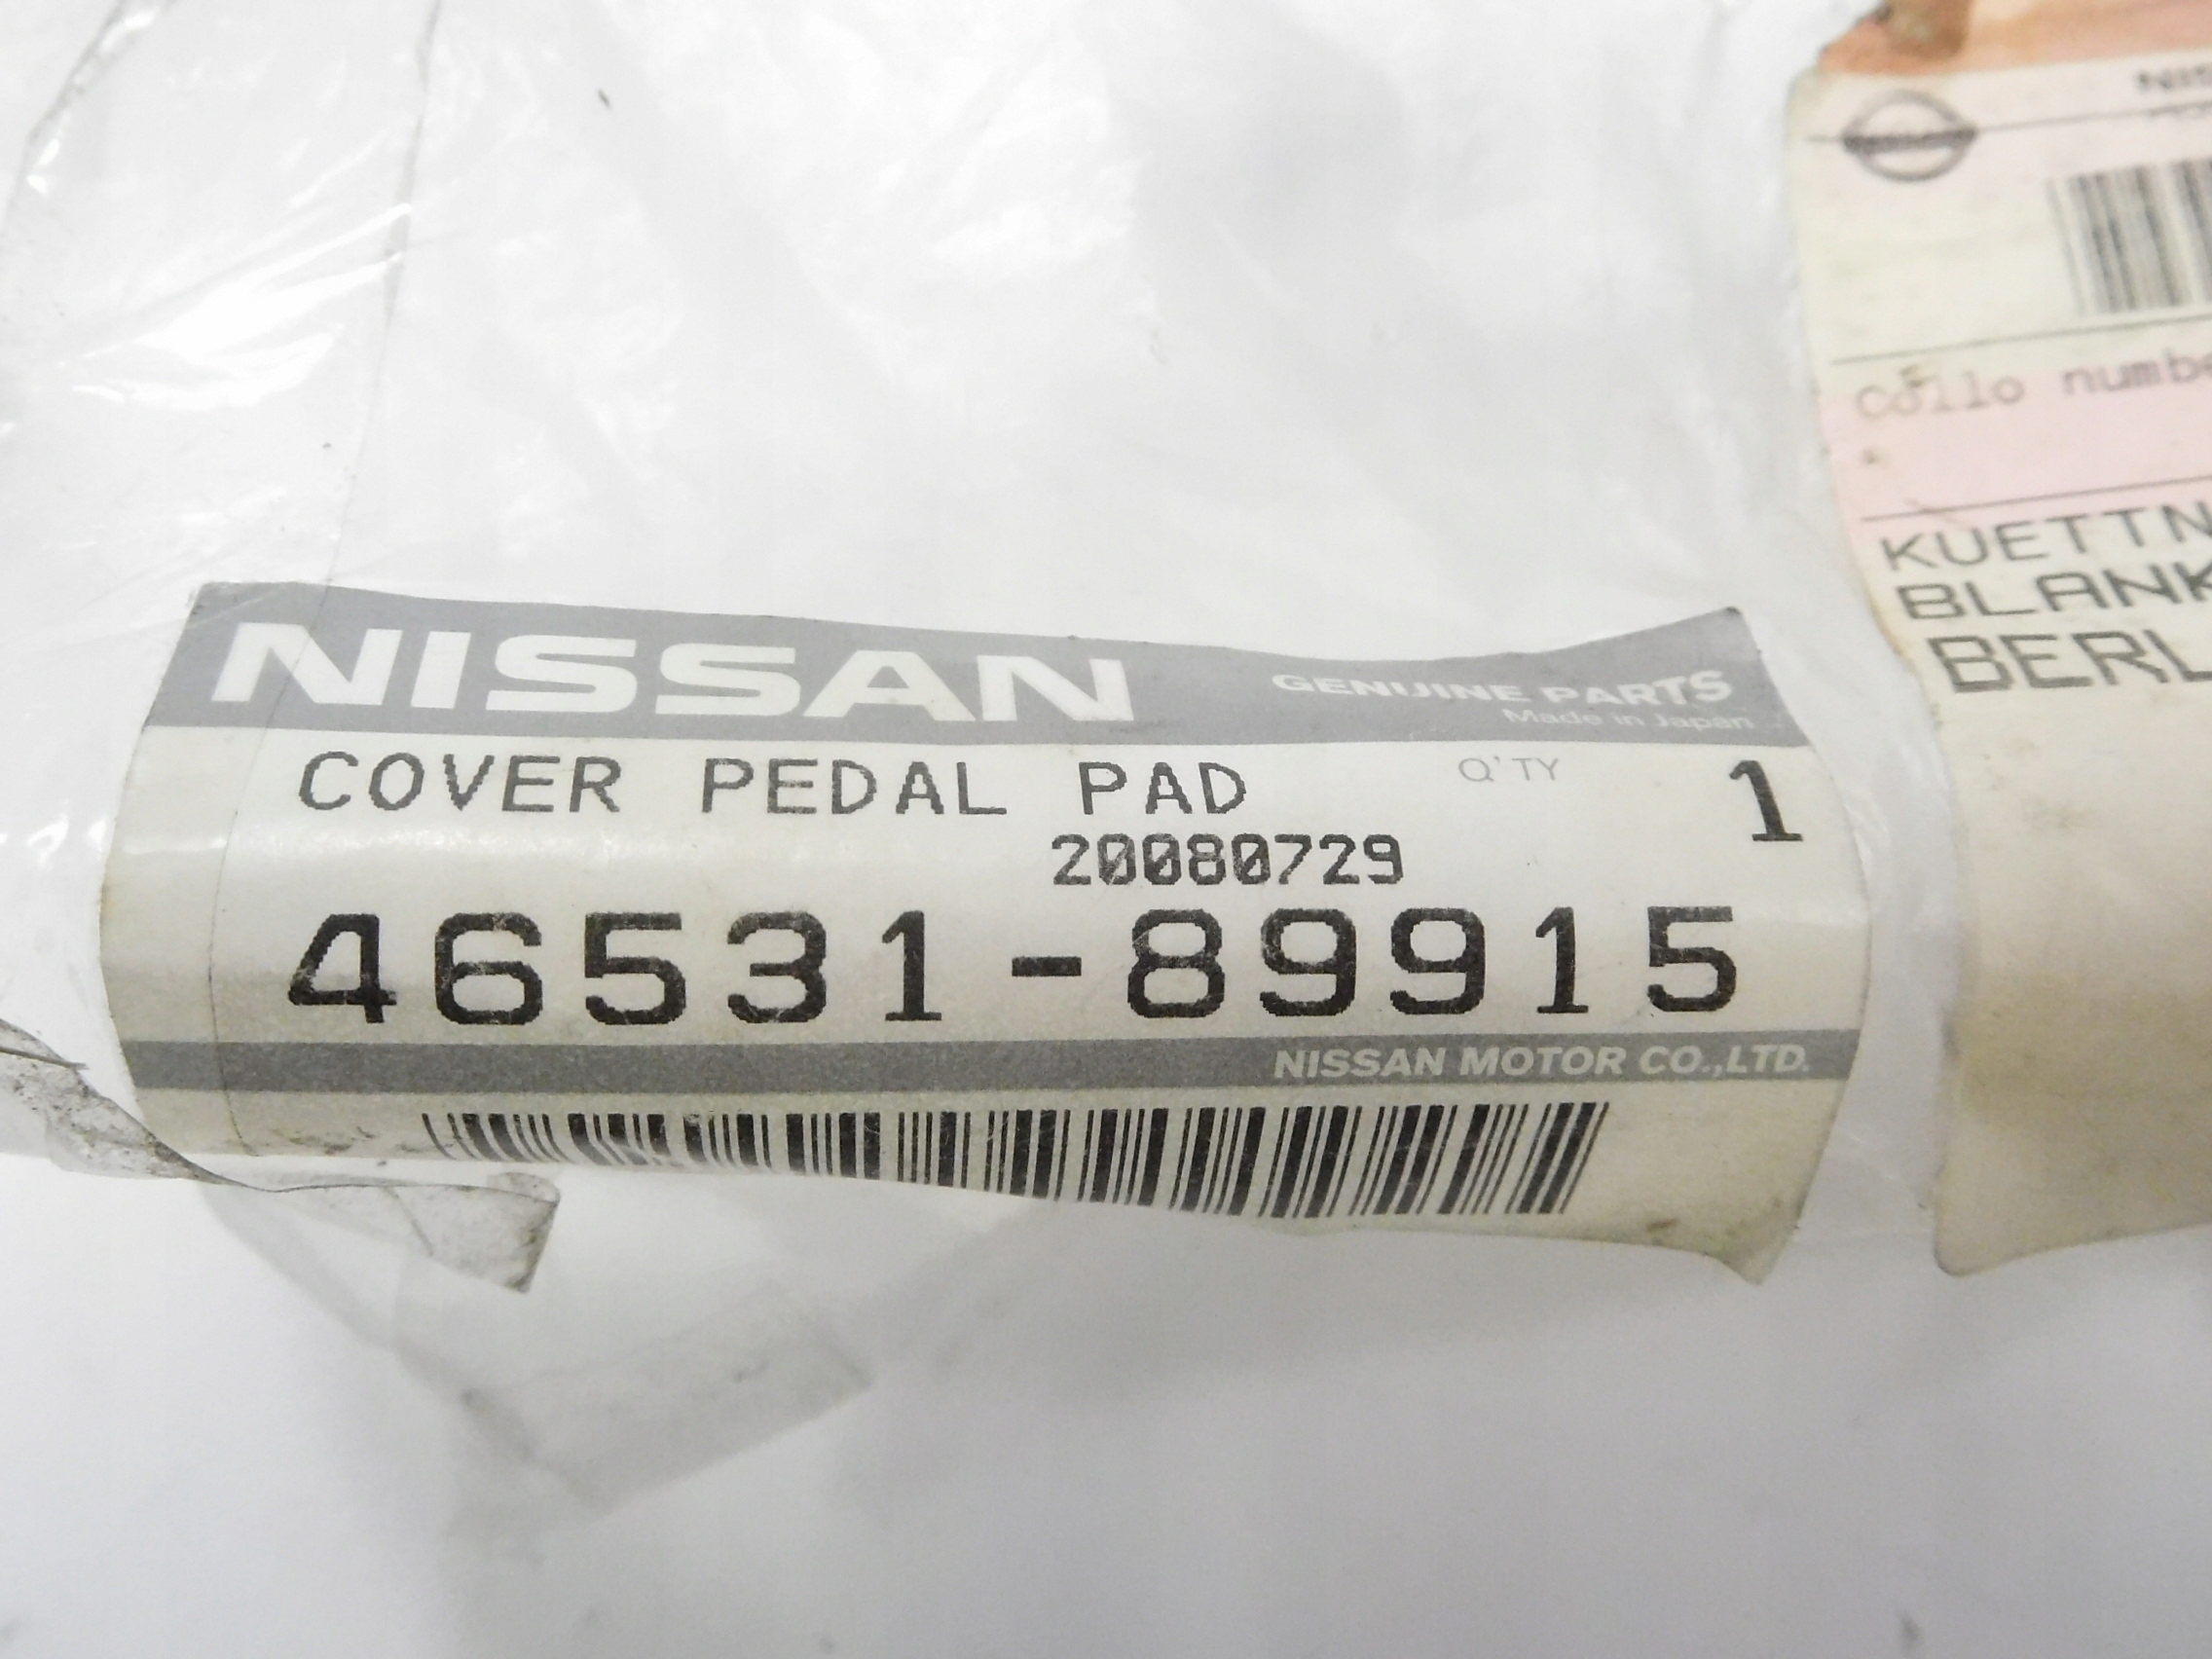 NISSAN
GENUINE PARTS
Made in Japan
COVER PEDAL PAD
Q'TY 1
20080729
46531-89915
NISSAN MOTOR CO.,LTD.
NIS
Collo numbe
KUETTN
BLANK
BERL